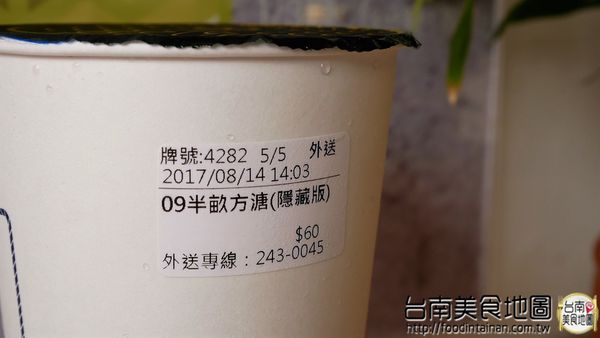 牌號:4282 5/5 外送
2017/08/14 14:03
09半畝方溏(隱藏版)
$60
外送專線：243-0045
台南美食地圖
http://foodintainan.com.tw
台南
美食地圖